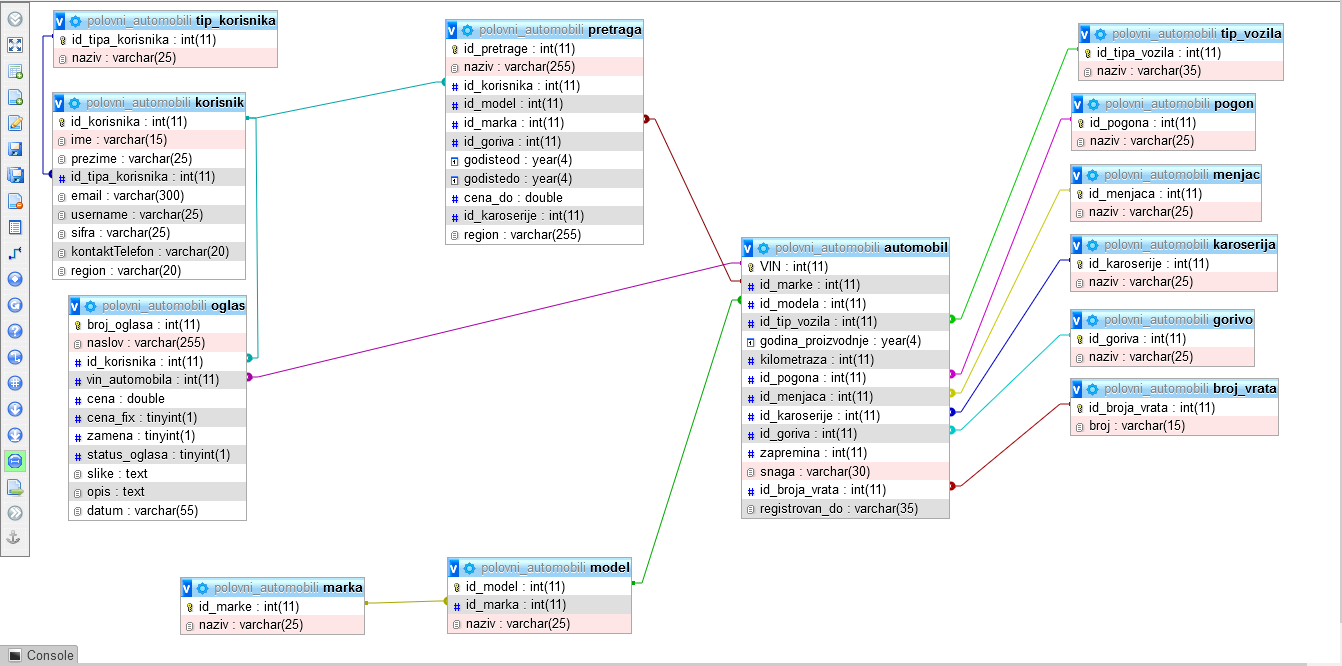 polovni_automobili tip_korisnika
id_tipa_korisnika : int(11)
naziv : varchar(25)
polovni_automobili korisnik
id_korisnika : int(11)
ime : varchar(15)
prezime : varchar(25)
id_tipa_korisnika : int(11)
email : varchar(300)
username : varchar(25)
sifra : varchar(25)
kontaktTelefon : varchar(20)
region : varchar(20)
polovni_automobili oglas
broj_oglasa : int(11)
naslov : varchar(255)
id_korisnika : int(11)
vin_automobila : int(11)
cena : double
cena_fix : tinyint(1)
zamena : tinyint(1)
status_oglasa : tinyint(1)
slike : text
opis : text
datum : varchar(55)
polovni_automobili marka
id_marke : int(11)
naziv : varchar(25)
polovni_automobili pretraga
id_pretrage : int(11)
naziv : varchar(255)
id_korisnika : int(11)
id_model : int(11)
id_marka : int(11)
id_goriva : int(11)
godisteod : year(4)
godistedo : year(4)
cena_do : double
id_karoserije : int(11)
region : varchar(255)
polovni_automobili model
id_model : int(11)
id_marka : int(11)
naziv : varchar(25)
polovni_automobili automobil
VIN : int(11)
id_marke : int(11)
id_modela : int(11)
id_tip_vozila : int(11)
godina_proizvodnje : year(4)
kilometraza : int(11)
id_pogona : int(11)
id_menjaca : int(11)
id_karoserije : int(11)
id_goriva : int(11)
zapremina : int(11)
snaga : varchar(30)
id_broja_vrata : int(11)
registrovan_do : varchar(35)
polovni_automobili tip_vozila
id_tipa_vozila : int(11)
naziv : varchar(35)
polovni_automobili pogon
id_pogona : int(11)
naziv : varchar(25)
polovni_automobili menjac
id_menjaca : int(11)
naziv : varchar(25)
polovni_automobili karoserija
id_karoserije : int(11)
naziv : varchar(25)
polovni_automobili gorivo
id_goriva : int(11)
naziv : varchar(25)
polovni_automobili broj_vrata
id_broja_vrata : int(11)
broj : varchar(15)
Console